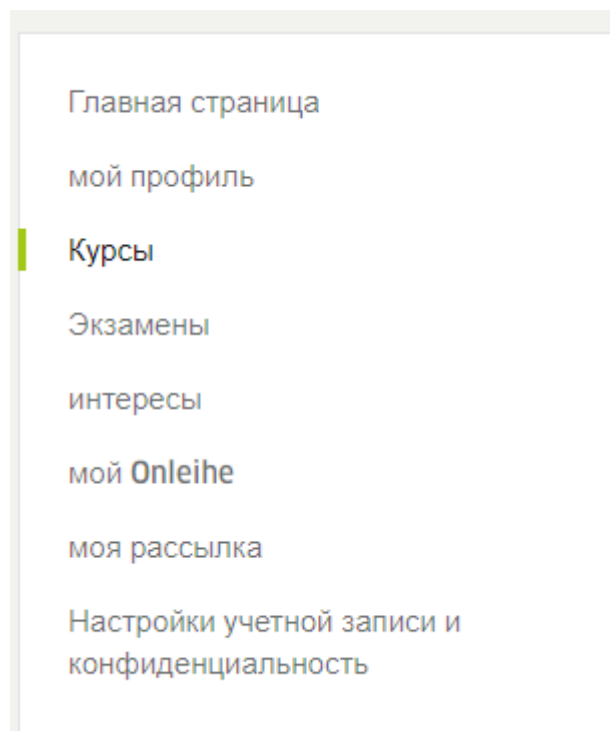 Главная страница
мой профиль
Курсы
Экзамены
интересы
мой Onleihe
моя рассылка
Настройки учетной записи и
конфиденциальность